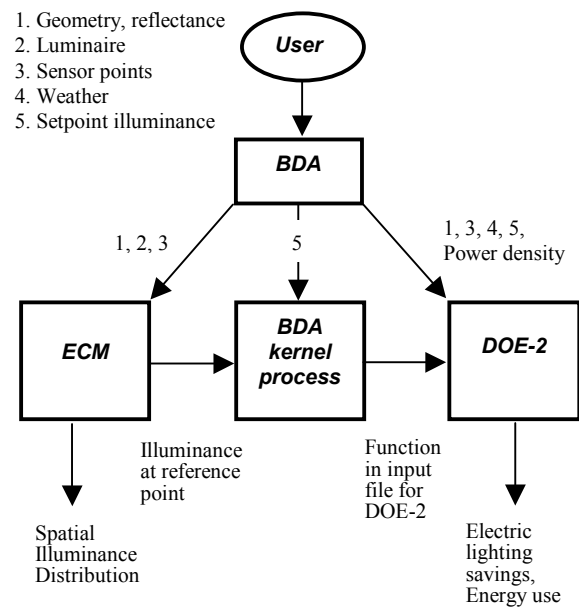 1. Geometry, reflectance
2. Luminaire
3. Sensor points
4. Weather
5. Setpoint illuminance
User
BDA
1, 2, 3
5
1, 3, 4, 5,
Power density
ECM
BDA
kernel
process
DOE-2
Illuminance
at reference
point
Function
in input
file for
DOE-2
Spatial
Illuminance
Distribution
Electric
lighting
savings,
Energy use